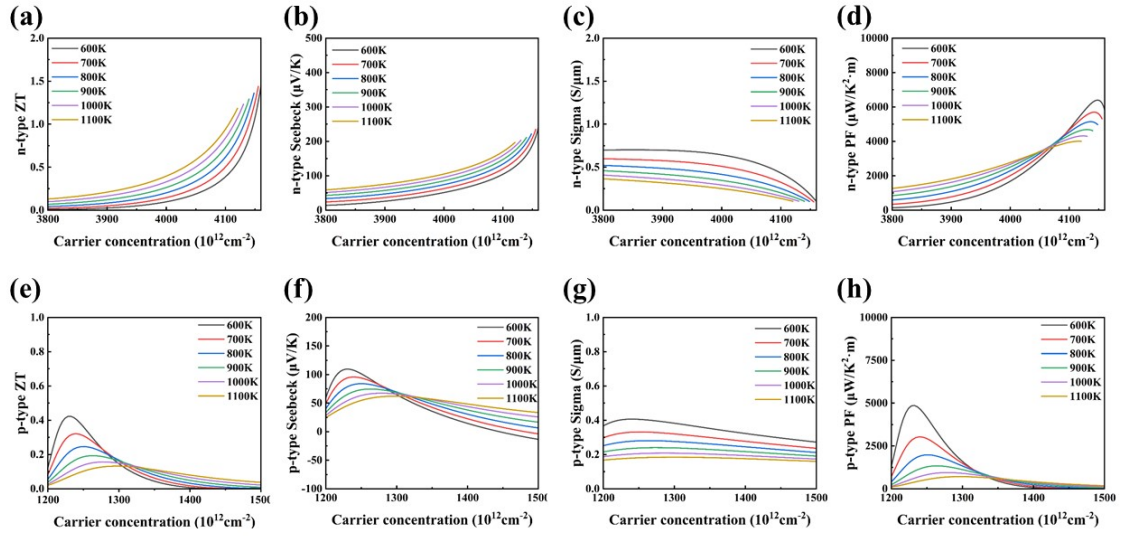 (a)
n-type ZT
2.0
1.5
1.0
0.5
0.0
600K
700K
800K
900K
1000K
1100K
3800 3900 4000 4100
Carrier concentration (10¹²cm⁻²)
(b)
n-type Seebeck (μV/K)
500
400
300
200
100
0
600K
700K
800K
900K
1000K
1100K
3800 3900 4000 4100
Carrier concentration (10¹²cm⁻²)
(c)
n-type Sigma (S/μm)
2.0
1.5
1.0
0.5
0.0
600K
700K
800K
900K
1000K
1100K
3800 3900 4000 4100
Carrier concentration (10¹²cm⁻²)
(d)
n-type PF (μW/K²·m)
10000
8000
6000
4000
2000
0
600K
700K
800K
900K
1000K
1100K
3800 3900 4000 4100
Carrier concentration (10¹²cm⁻²)
(e)
p-type ZT
1.0
0.8
0.6
0.4
0.2
0.0
600K
700K
800K
900K
1000K
1100K
1200 1300 1400 1500
Carrier concentration (10¹²cm⁻²)
(f)
p-type Seebeck (μV/K)
200
150
100
50
0
-50
-100
600K
700K
800K
900K
1000K
1100K
1200 1300 1400 1500
Carrier concentration (10¹²cm⁻²)
(g)
p-type Sigma (S/μm)
1.0
0.8
0.6
0.4
0.2
0.0
600K
700K
800K
900K
1000K
1100K
1200 1300 1400 1500
Carrier concentration (10¹²cm⁻²)
(h)
p-type PF (μW/K²·m)
10000
7500
5000
2500
0
600K
700K
800K
900K
1000K
1100K
1200 1300 1400 1500
Carrier concentration (10¹²cm⁻²)